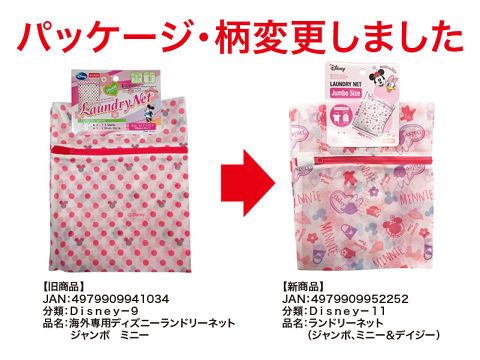 パッケージ・柄変更しました
Disney
Laundry Net
Disney
LAUNDRY NET
Jumbo Size
MINNIE
MINNIE
【旧商品】
JAN：4979909941034
分類：Disney－9
品名：海外専用ディズニーランドリーネット
ジャンボ　ミニー
【新商品】
JAN：4979909952252
分類：Disney－11
品名：ランドリーネット
（ジャンボ、ミニー＆デイジー）